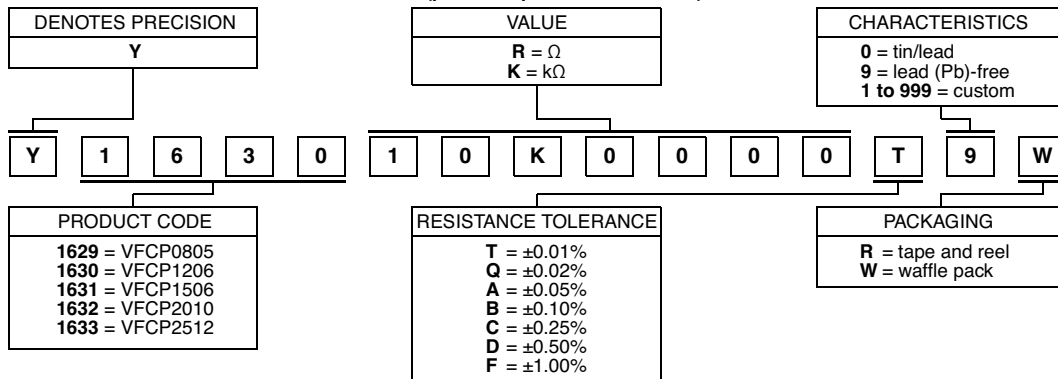 DENOTES PRECISION
Y
VALUE
R = Ω
K = kΩ
CHARACTERISTICS
0 = tin/lead
9 = lead (Pb)-free
1 to 999 = custom
Y 1 6 3 0 1 0 K 0 0 0 0 T 9 W
PRODUCT CODE
1629 = VFCP0805
1630 = VFCP1206
1631 = VFCP1506
1632 = VFCP2010
1633 = VFCP2512
RESISTANCE TOLERANCE
T = ±0.01%
Q = ±0.02%
A = ±0.05%
B = ±0.10%
C = ±0.25%
D = ±0.50%
F = ±1.00%
PACKAGING
R = tape and reel
W = waffle pack